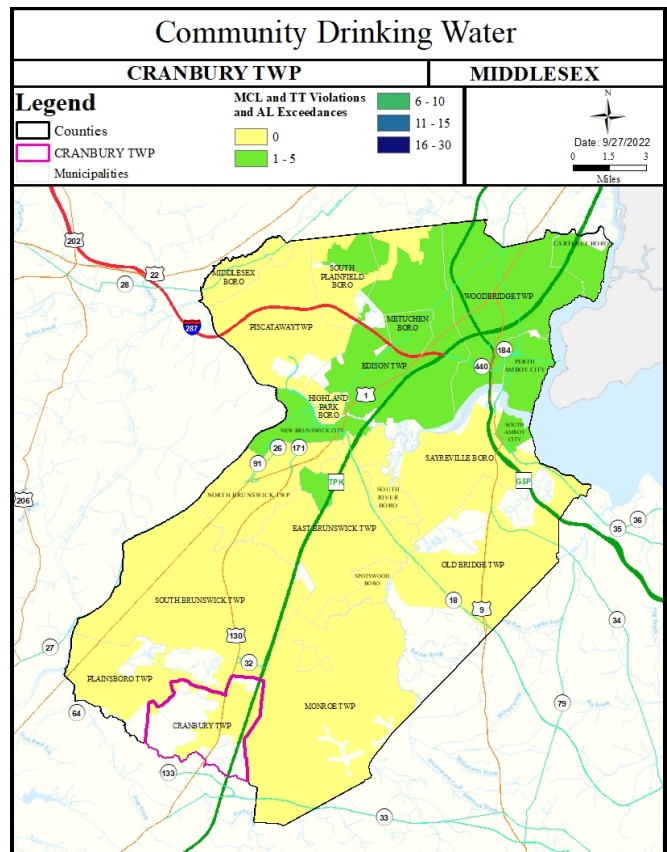 Community Drinking Water
CRANBURY TWP
MIDDLESEX
Legend
Counties
CRANBURY TWP
Municipalities
MCL and TT Violations
and AL Exceedances
0
1 - 5
6 - 10
11 - 15
16 - 30
N
Date: 9/27/2022
0 1.5 3
Miles
202
22
28
287
MIDDLESEX
BORO
SOUTH
PLAINFIELD
BORO
CARTERET BORO
WOODBRIDGE TWP
METUCHEN
BORO
PISCATAWAY TWP
EDISON TWP
184
440
PERTH
AMBOY CITY
1
HIGHLAND
PARK
BORO
NEW BRUNSWICK CITY
SOUTH
AMBOY
CITY
26
171
91
SAYREVILLE BORO
206
NORTH BRUNSWICK TWP
TPK
SOUTH
RIVER
BORO
GSP
36
35
EAST BRUNSWICK TWP
OLD BRIDGE TWP
SPOTSWOOD
BORO
18
9
34
SOUTH BRUNSWICK TWP
130
27
32
PLAINSBORO TWP
64
CRANBURY TWP
MONROE TWP
79
133
33